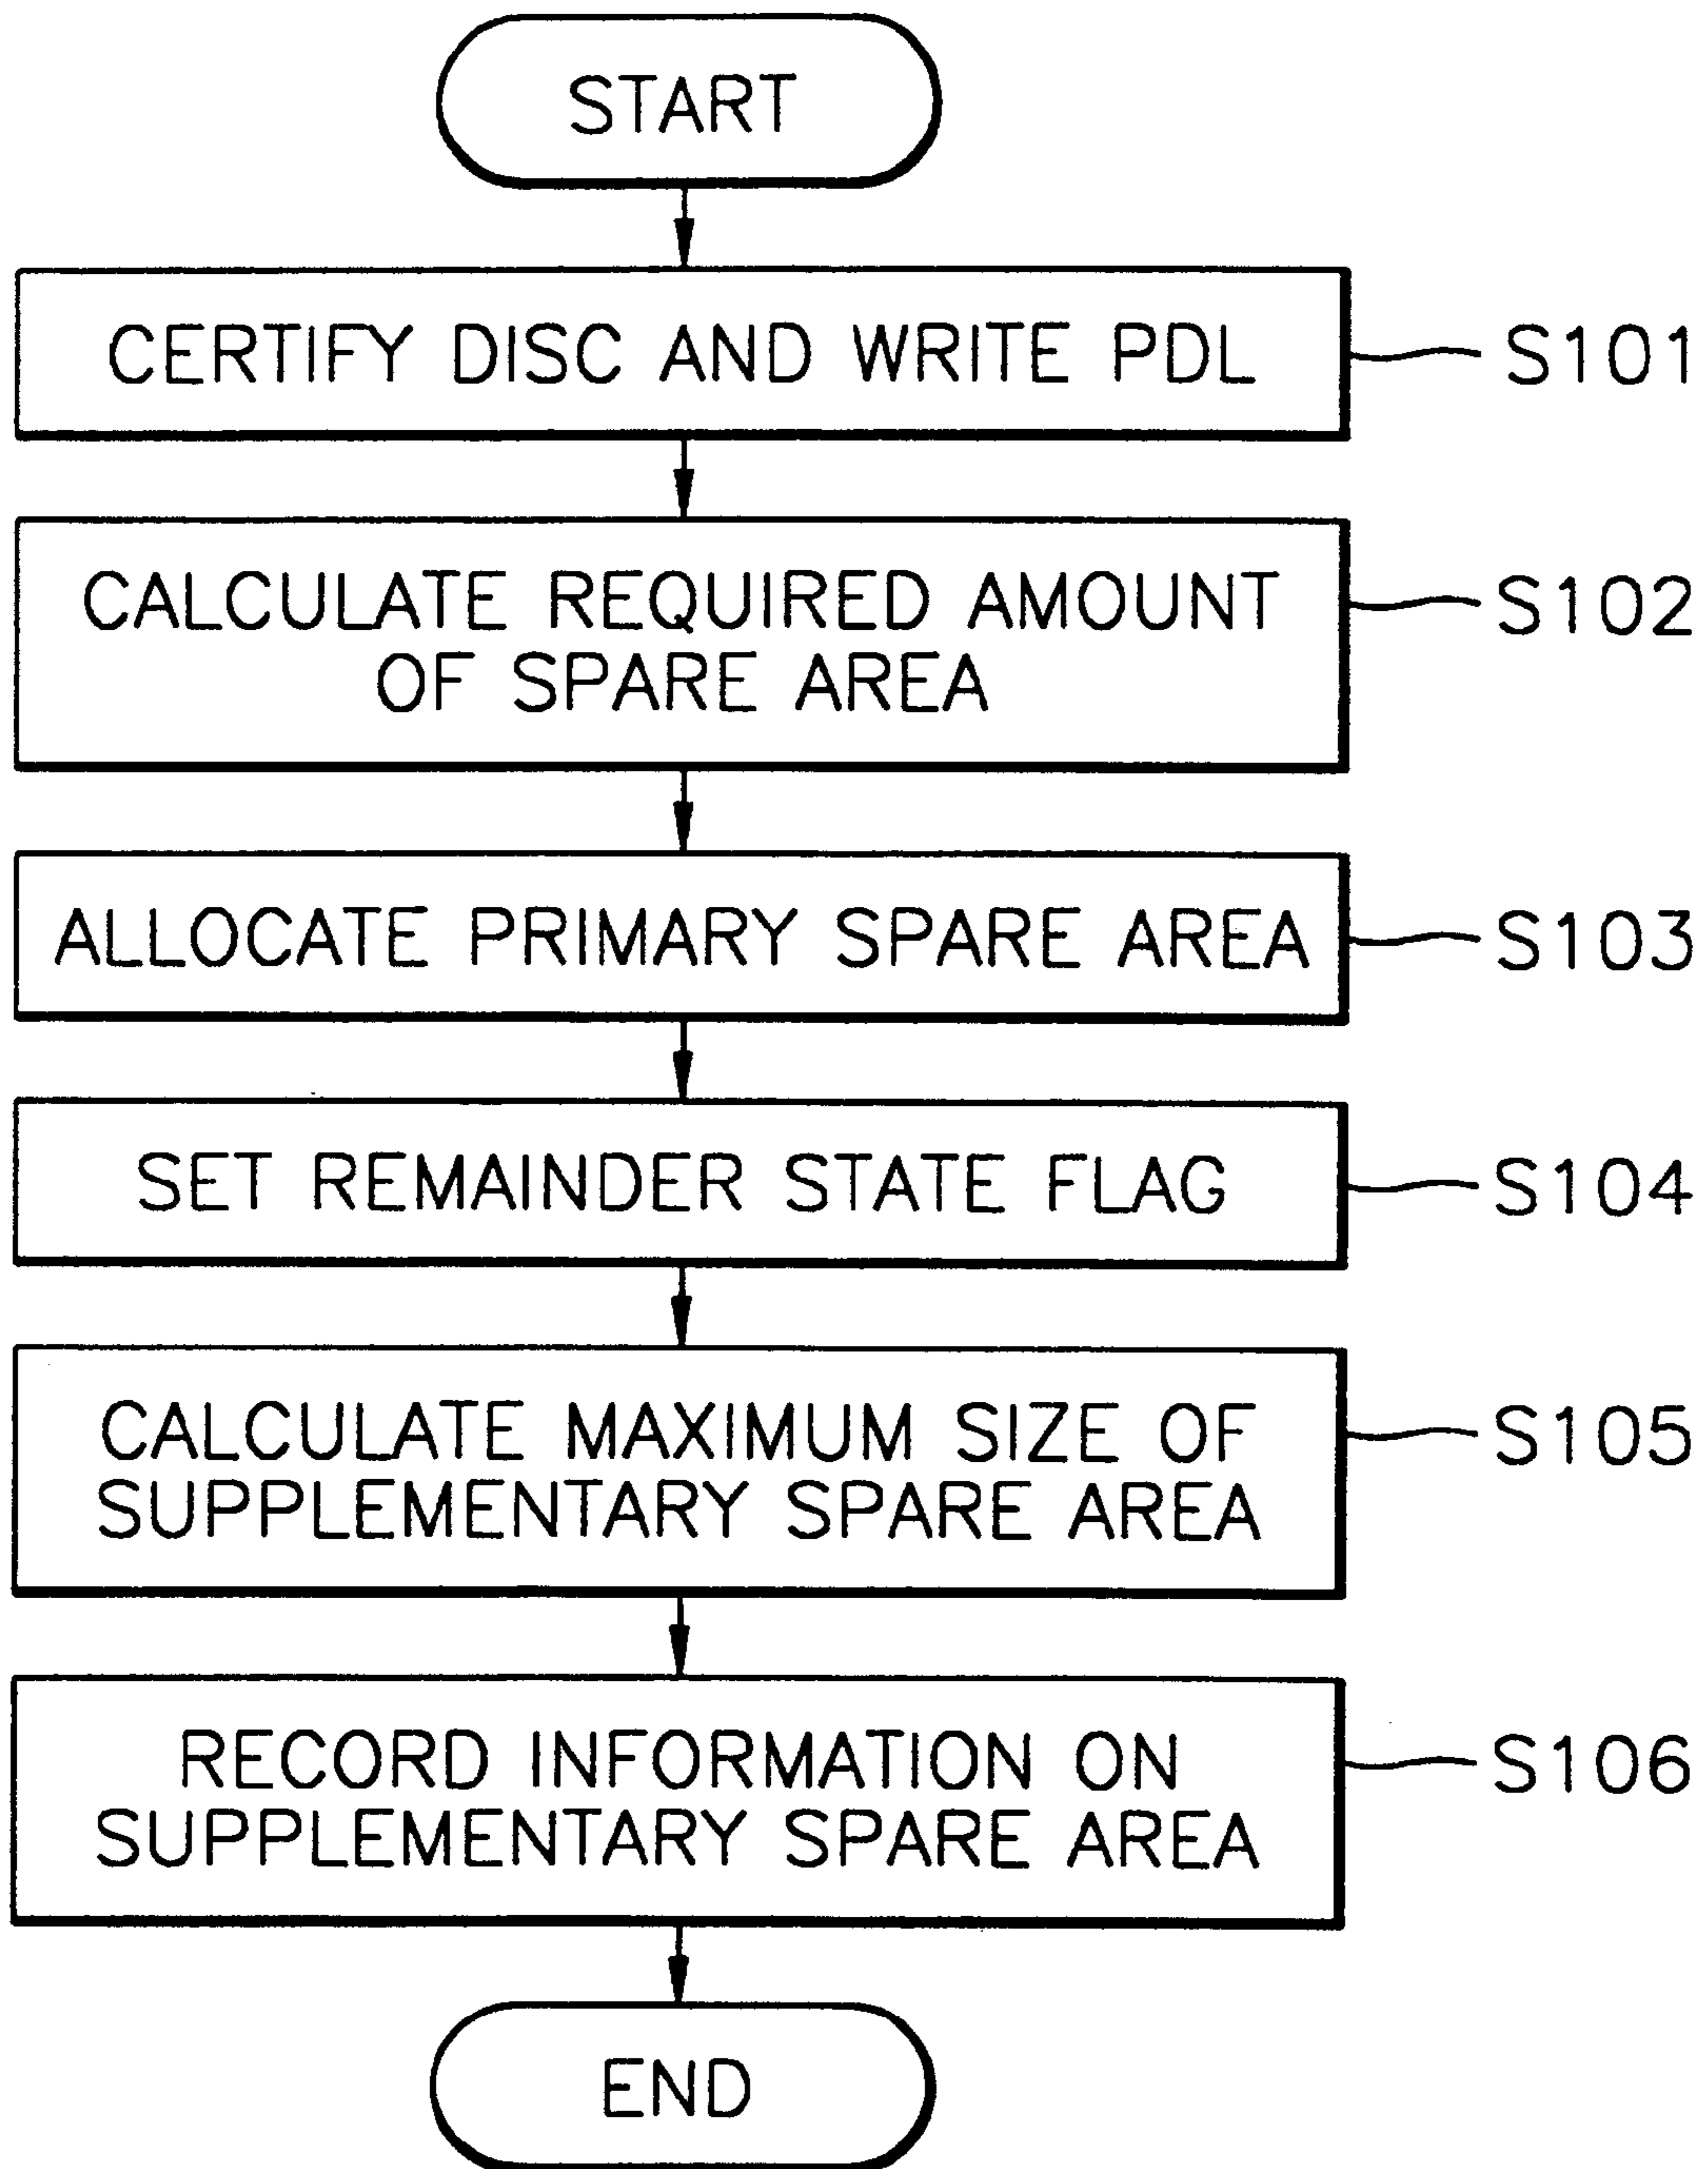 START
CERTIFY DISC AND WRITE PDL
S101
CALCULATE REQUIRED AMOUNT
OF SPARE AREA
S102
ALLOCATE PRIMARY SPARE AREA
S103
SET REMAINDER STATE FLAG
S104
CALCULATE MAXIMUM SIZE OF
SUPPLEMENTARY SPARE AREA
S105
RECORD INFORMATION ON
SUPPLEMENTARY SPARE AREA
S106
END